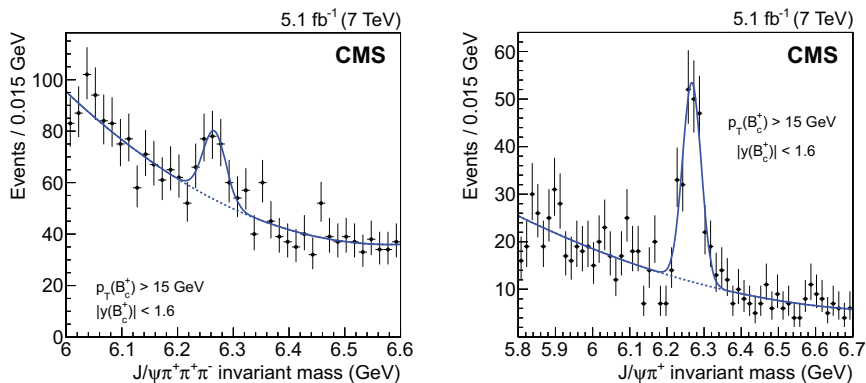 5.1 fb⁻¹ (7 TeV)
CMS
Events / 0.015 GeV
100
80
60
40
20
0
p_T(B_c^+) > 15 GeV
|y(B_c^+)| < 1.6
6 6.1 6.2 6.3 6.4 6.5 6.6
J/ψπ⁺π⁺π⁻ invariant mass (GeV)
5.1 fb⁻¹ (7 TeV)
CMS
Events / 0.015 GeV
60
50
40
30
20
10
p_T(B_c^+) > 15 GeV
|y(B_c^+)| < 1.6
5.8 5.9 6 6.1 6.2 6.3 6.4 6.5 6.6 6.7
J/ψπ⁺ invariant mass (GeV)